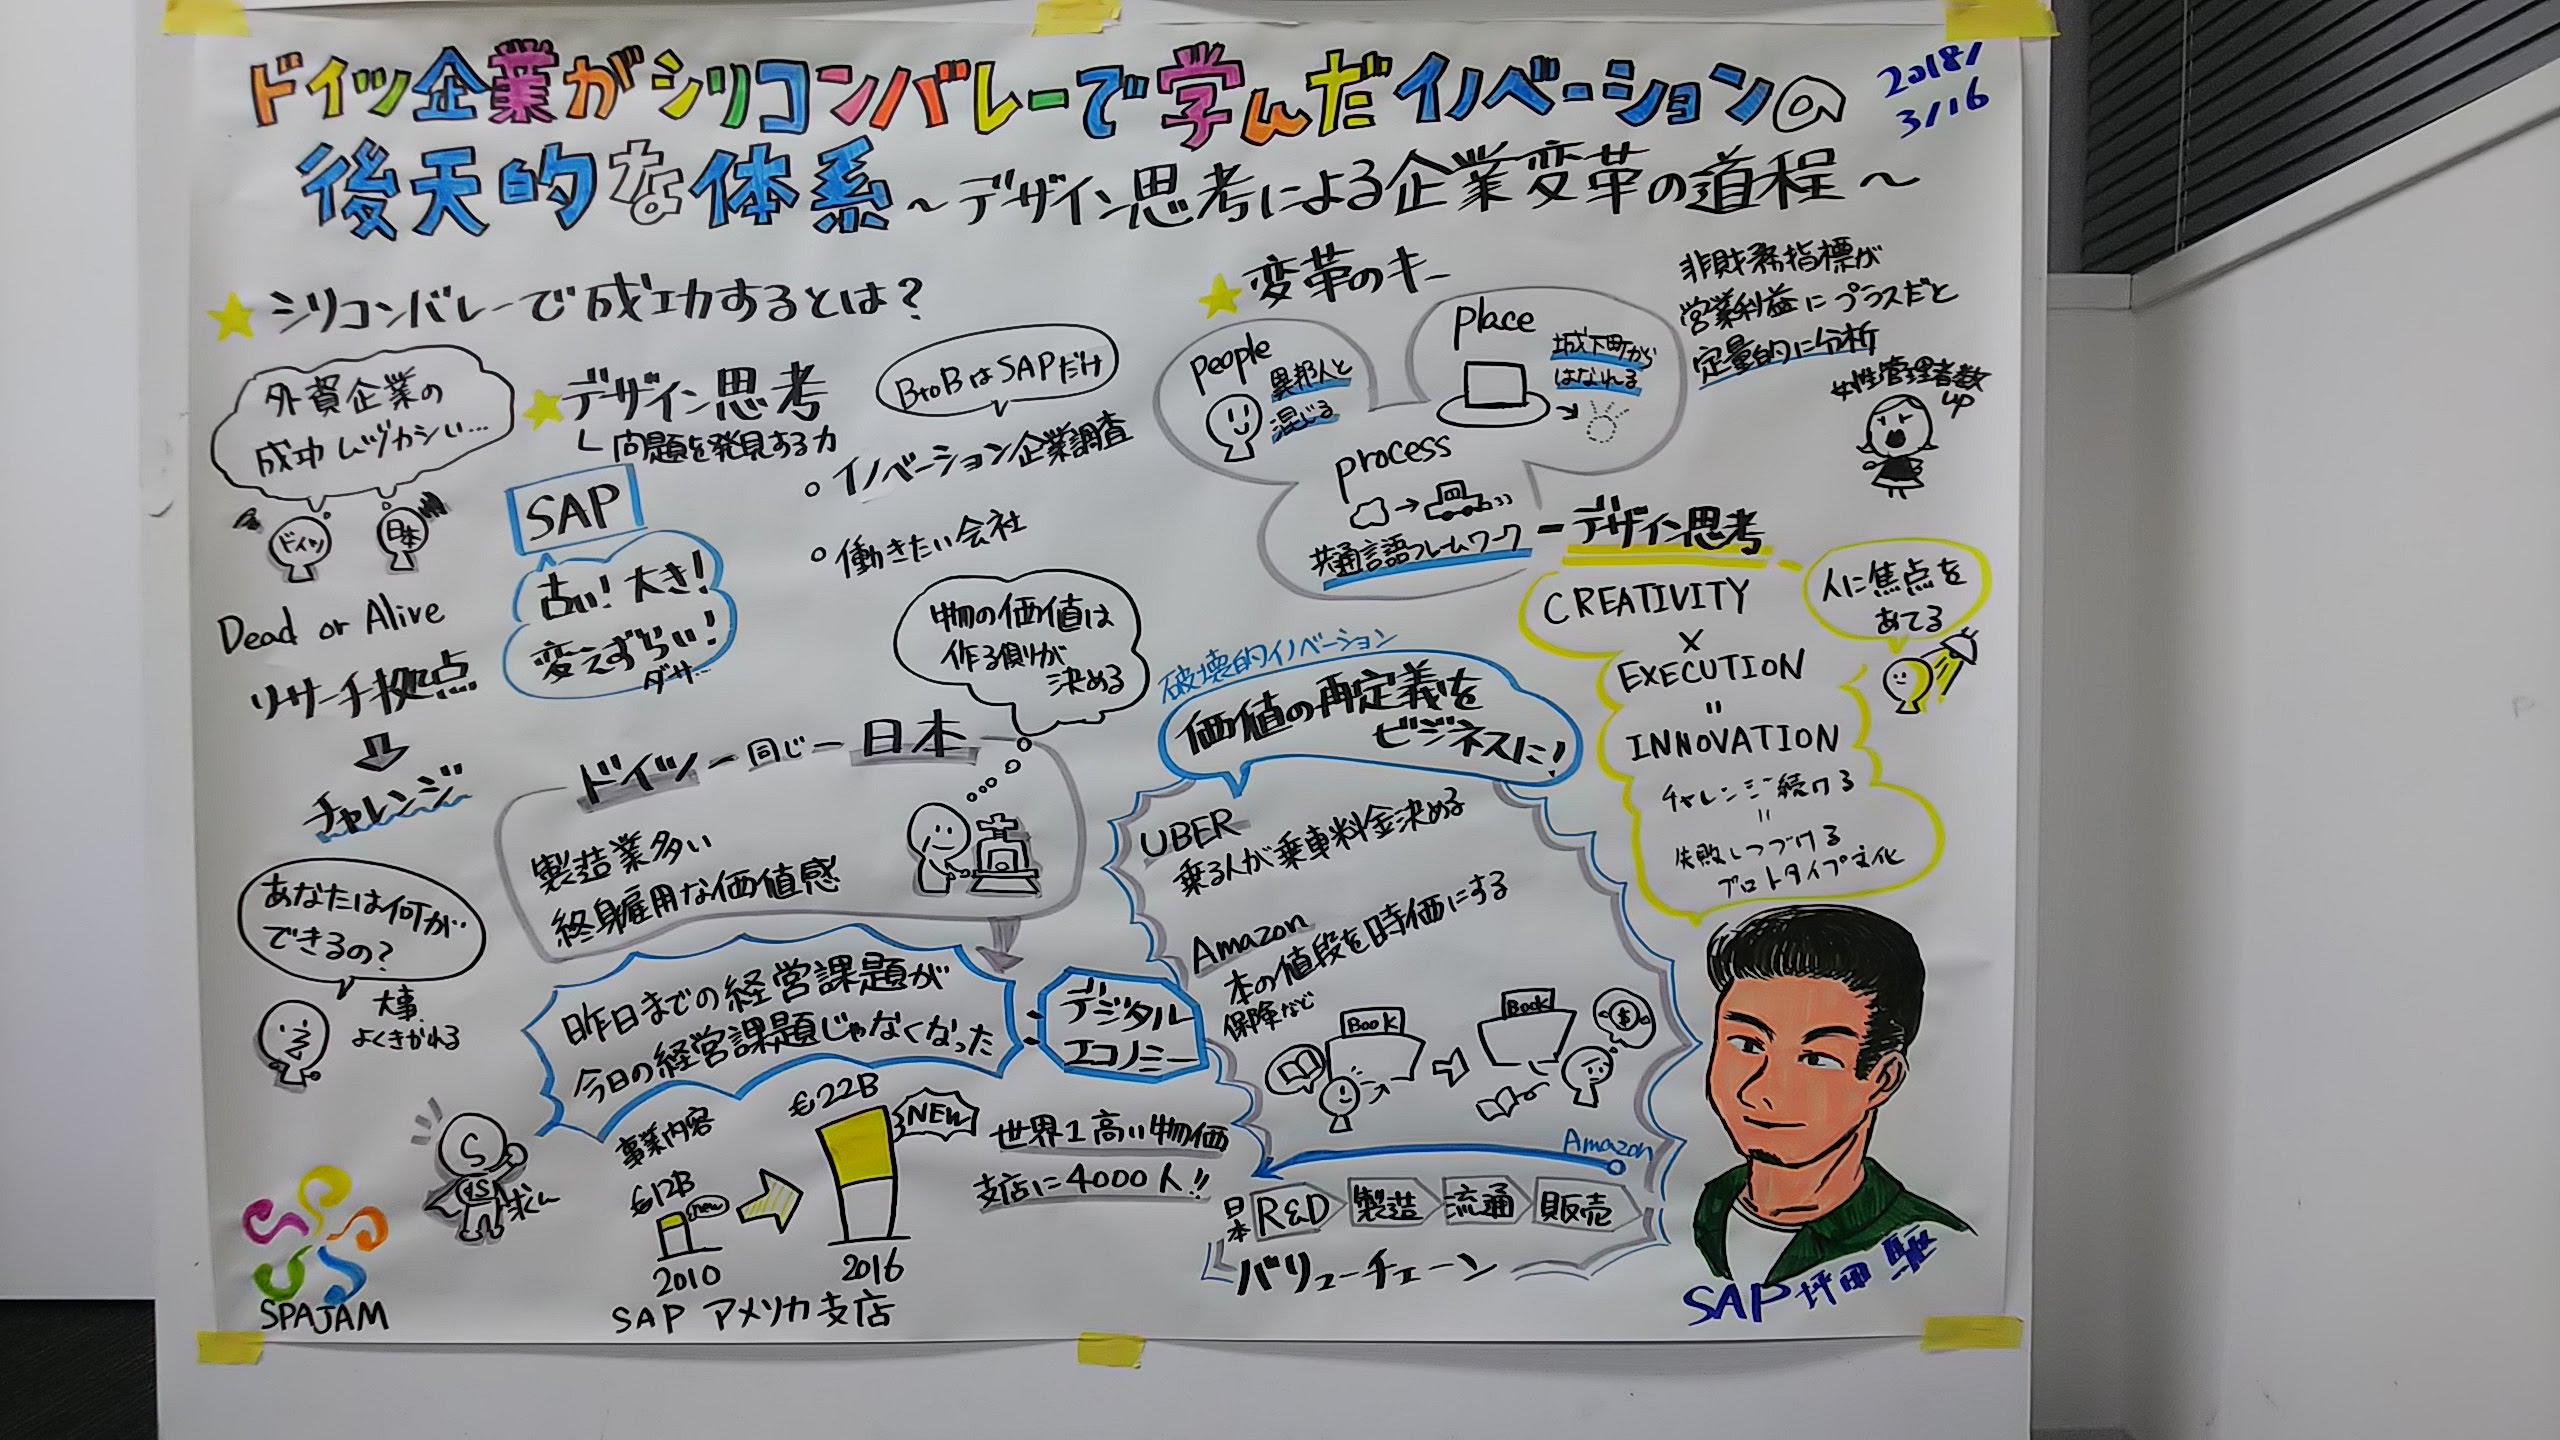 ドイツ企業がシリコンバレーで学んだイノベーションの
後天的な体系~デザイン思考による企業変革の道程~
2018/
3/16
シリコンバレーで成功するとは?
外資企業の
成功ムヅカシい…
ドイツ
日本
Dead or Alive
リサーチ拠点
チャレンジ
あなたは何が
できるの?
大事
よくきかれる
デザイン思考
問題を発見する力
SAP
古い!大き!
変えずらい!
ダサ…
BtoBはSAPだけ
イノベーション企業調査
働きたい会社
物の価値は
作る側が
決める
ドイツー同じー日本
製造業多い
終身雇用な価値感
昨日までの経営課題が
今日の経営課題じゃなくなった
デジタル
エコノミー
事業内容
€12B
new
2010
€22B
NEW
2016
SAP アメリカ支店
世界1高い物価
支店に4000人!!
S
SPAJAM
変革のキー
people
異邦人と
混じる
place
城下町から
はなれる
process
共通言語フレームワーク
ーデザイン思考
非財務指標が
営業利益にプラスだと
定量的に分析
女性管理者数
up
人に焦点を
あてる
CREATIVITY
×
EXECUTION
=
INNOVATION
チャレンジ続ける
=
失敗しつづける
プロトタイプ文化
破壊的イノベーション
価値の再定義を
ビジネスに!
UBER
乗る人が乗車料金決める
Amazon
本の値段を時価にする
保障など
Book
Book
$
Amazon
日本
R&D
製造
流通
販売
バリューチェーン
SAP 坪田 駆